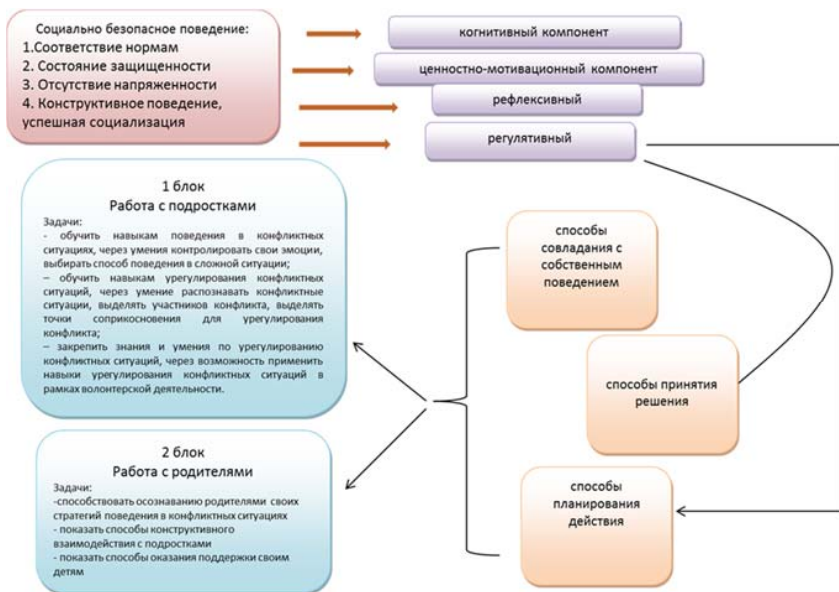 Социально безопасное поведение:
1.Соответствие нормам
2. Состояние защищенности
3. Отсутствие напряженности
4. Конструктивное поведение,
успешная социализация
когнитивный компонент
ценностно-мотивационный компонент
рефлексивный
регулятивный
1 блок
Работа с подростками
Задачи:
- обучить навыкам поведения в конфликтных
ситуациях, через умения контролировать свои эмоции,
выбирать способ поведения в сложной ситуации;
– обучить навыкам урегулирования конфликтных
ситуаций, через умение распознавать конфликтные
ситуации, выделять участников конфликта, выделять
точки соприкосновения для урегулирования
конфликта;
– закрепить знания и умения по урегулированию
конфликтных ситуаций, через возможность применить
навыки урегулирования конфликтных ситуаций в
рамках волонтерской деятельности.
способы
совладания с
собственным
поведением
способы принятия
решения
2 блок
Работа с родителями
Задачи:
-способствовать осознаванию родителями своих
стратегий поведения в конфликтных ситуациях
- показать способы конструктивного
взаимодействия с подростками
- показать способы оказания поддержки своим
детям
способы
планирования
действия